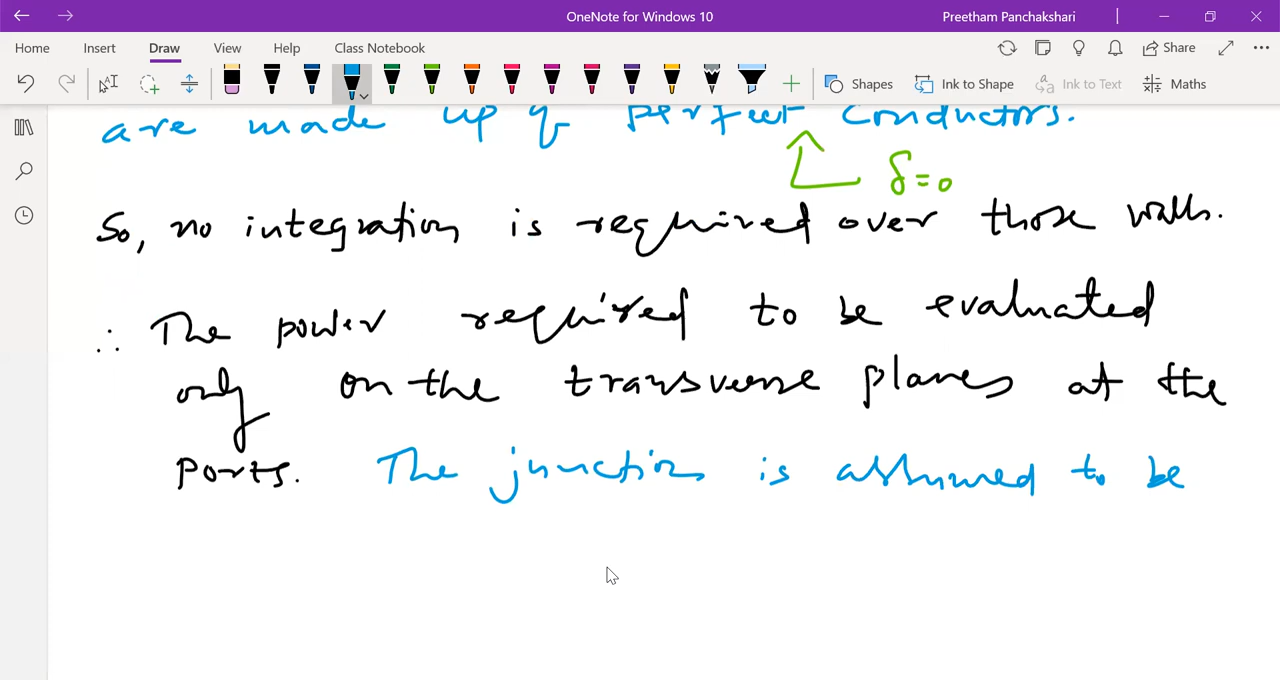 OneNote for Windows 10
Preetham Panchakshari
Home Insert Draw View Help Class Notebook
Share
Shapes Ink to Shape Ink to Text Maths
are made up of perfect conductors.
δ=0
So, no integration is required over those walls.
∴ The power required to be evaluated
only on the transverse planes at the
Ports. The junction is assumed to be